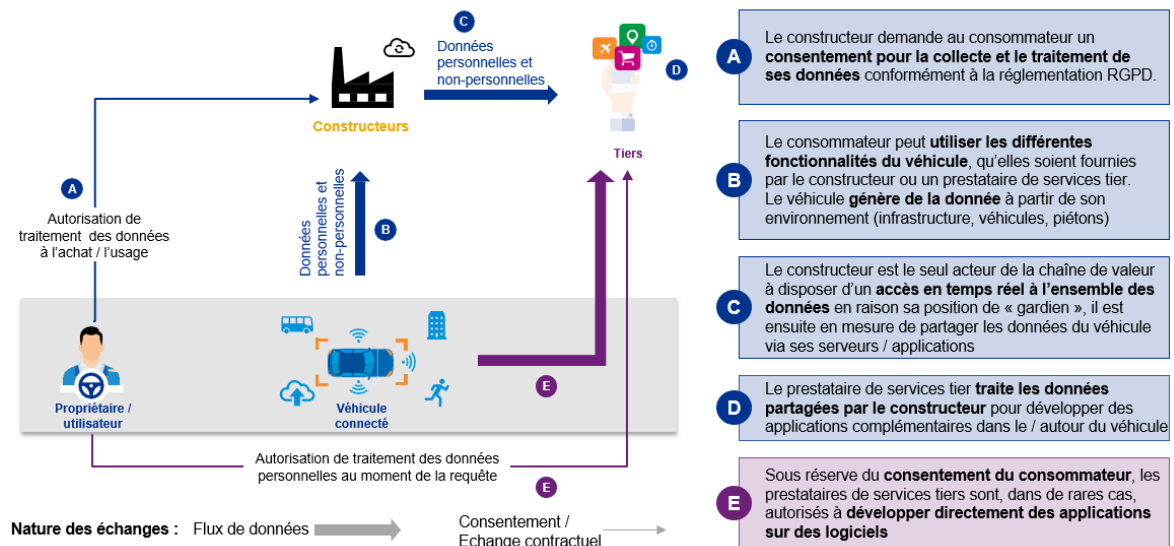 C
Données
personnelles et
non-personnelles
D
Constructeurs
Tiers
A
Autorisation de
traitement des données
à l'achat / l'usage
Données
personnelles et
non-personnelles
B
E
Propriétaire /
utilisateur
Véhicule
connecté
Autorisation de traitement des données
personnelles au moment de la requête
E
Nature des échanges : Flux de données
Consentement /
Echange contractuel
A
Le constructeur demande au consommateur un
consentement pour la collecte et le traitement de
ses données conformément à la réglementation RGPD.
B
Le consommateur peut utiliser les différentes
fonctionnalités du véhicule, qu'elles soient fournies
par le constructeur ou un prestataire de services tier.
Le véhicule génère de la donnée à partir de son
environnement (infrastructure, véhicules, piétons)
C
Le constructeur est le seul acteur de la chaîne de valeur
à disposer d'un accès en temps réel à l'ensemble des
données en raison sa position de « gardien », il est
ensuite en mesure de partager les données du véhicule
via ses serveurs / applications
D
Le prestataire de services tier traite les données
partagées par le constructeur pour développer des
applications complémentaires dans le / autour du véhicule
E
Sous réserve du consentement du consommateur, les
prestataires de services tiers sont, dans de rares cas,
autorisés à développer directement des applications
sur des logiciels